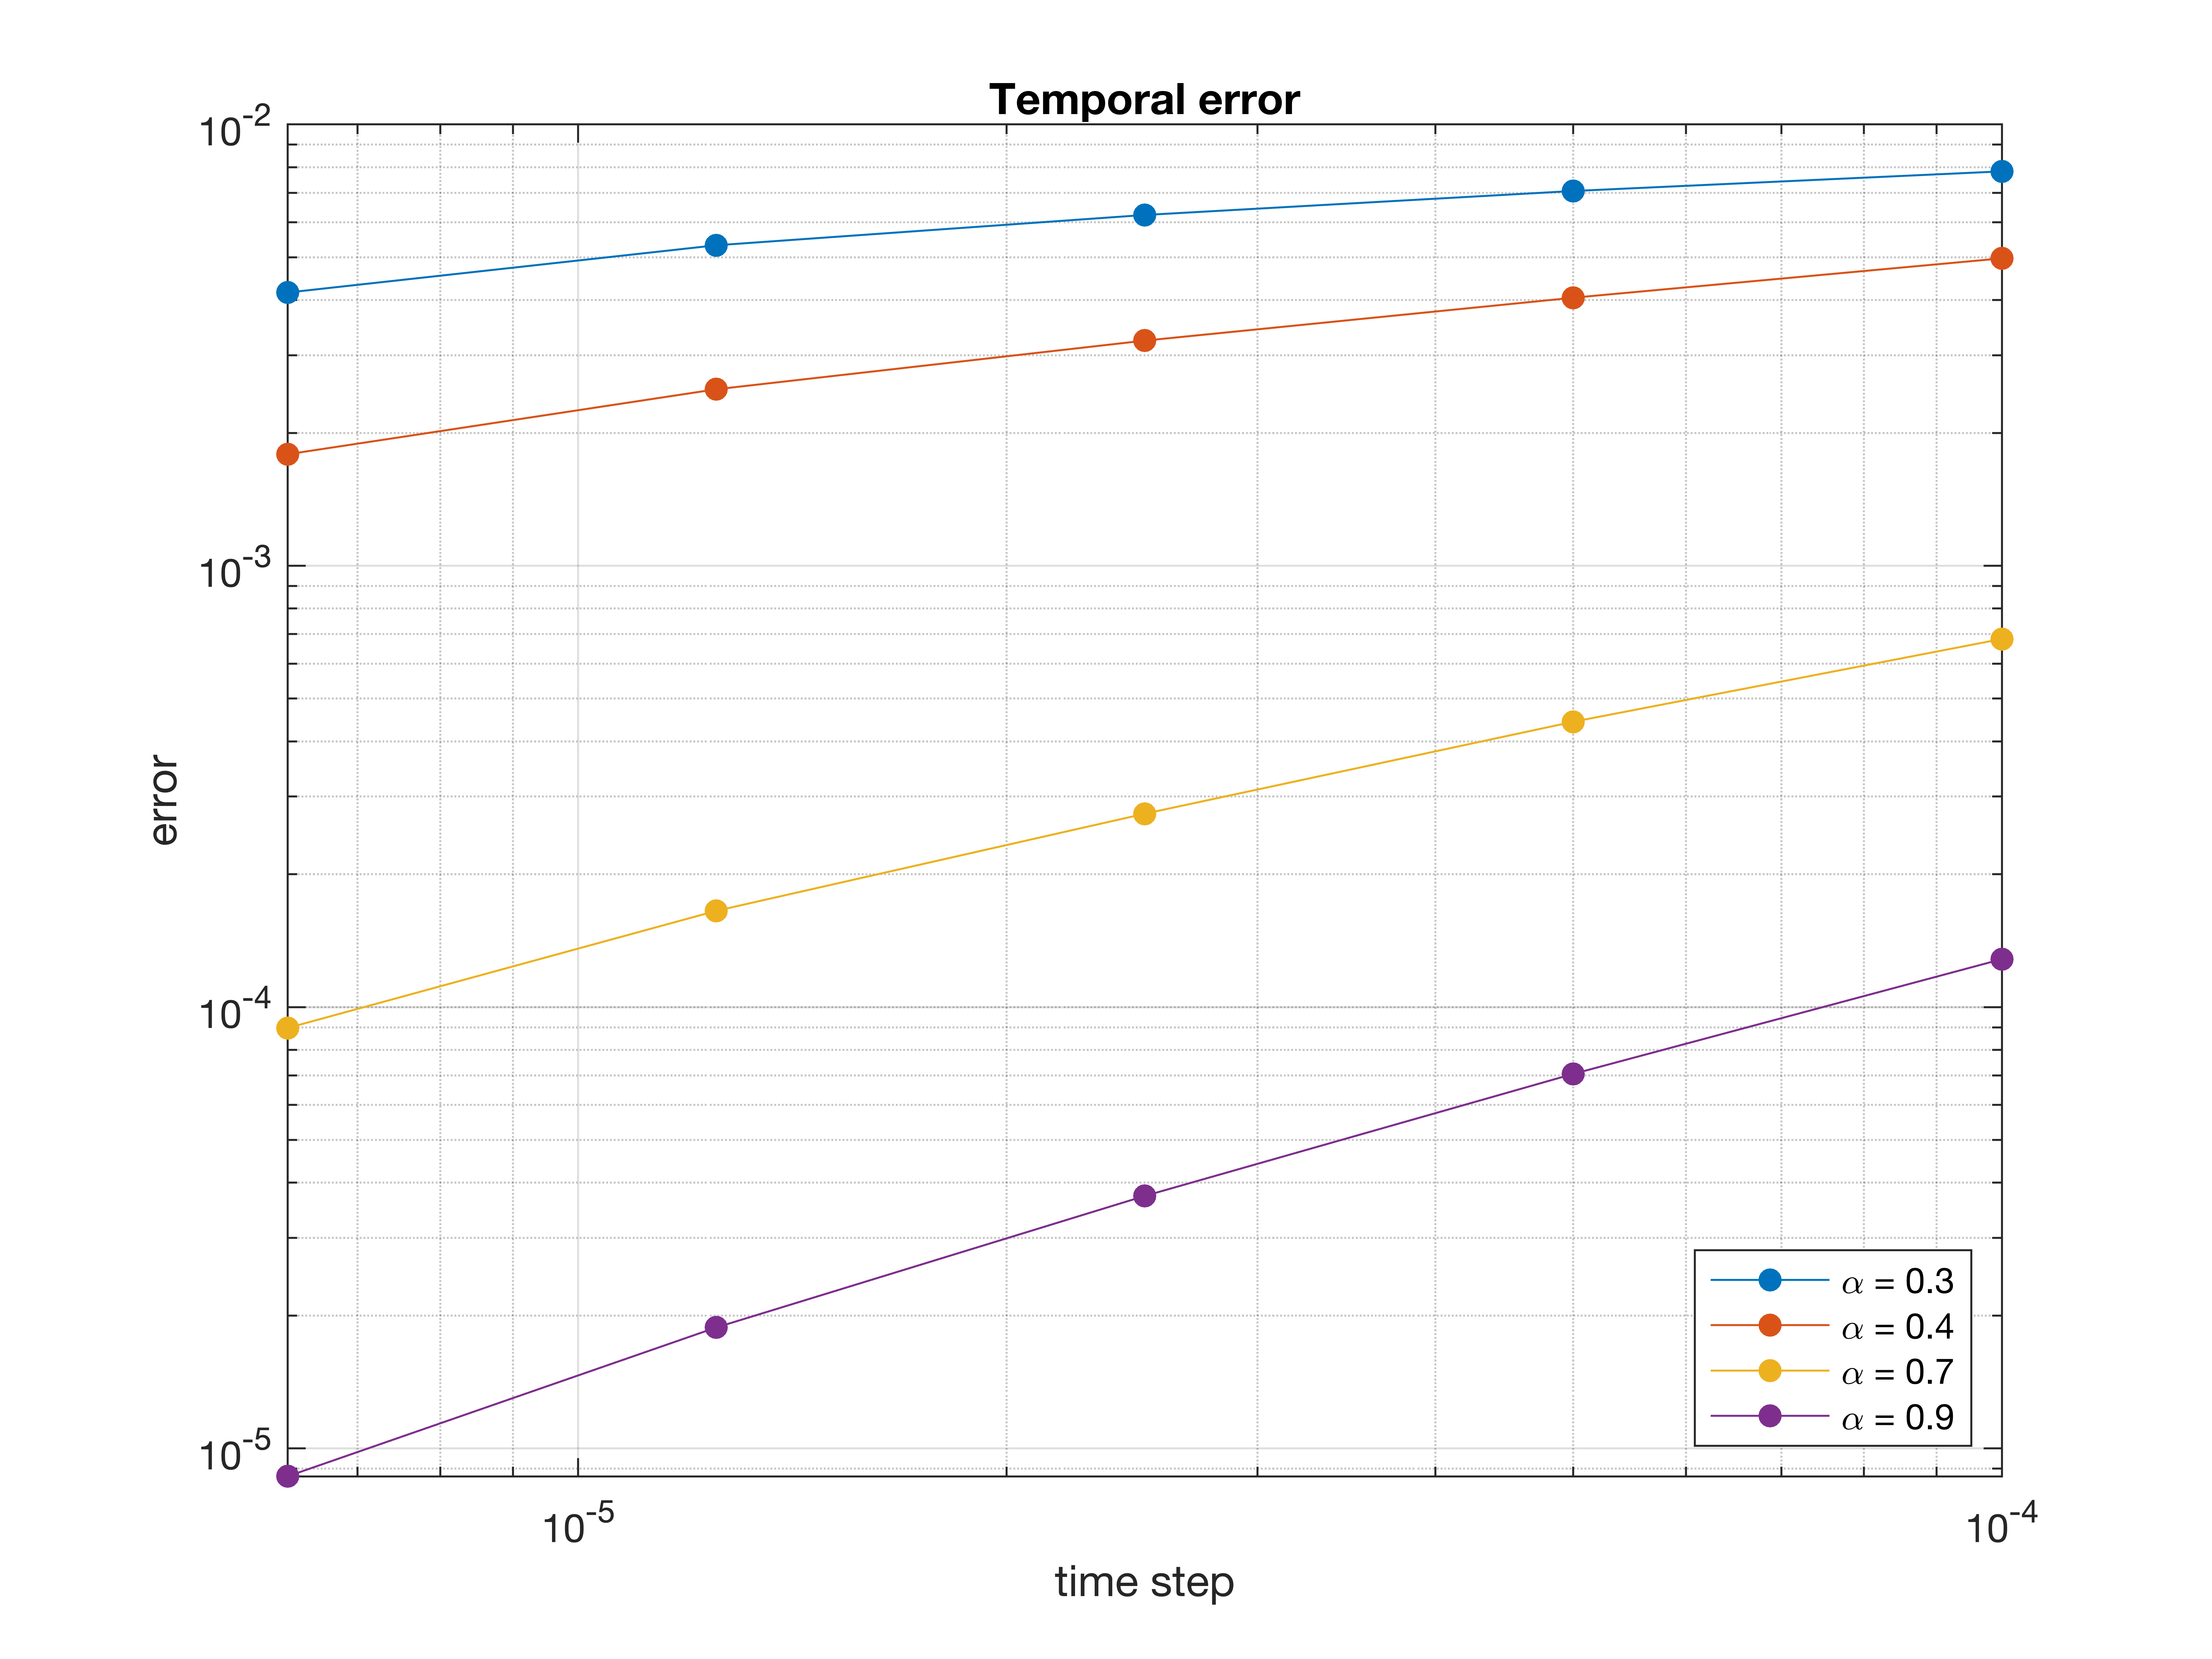 Temporal error
10^-2
10^-3
10^-4
10^-5
error
10^-5
10^-4
time step
α = 0.3
α = 0.4
α = 0.7
α = 0.9